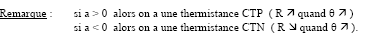 Remarque : si a > 0 alors on a une thermistance CTP ( R ↗ quand θ ↗ )
si a < 0 alors on a une thermistance CTN ( R ↘ quand θ ↗ ).